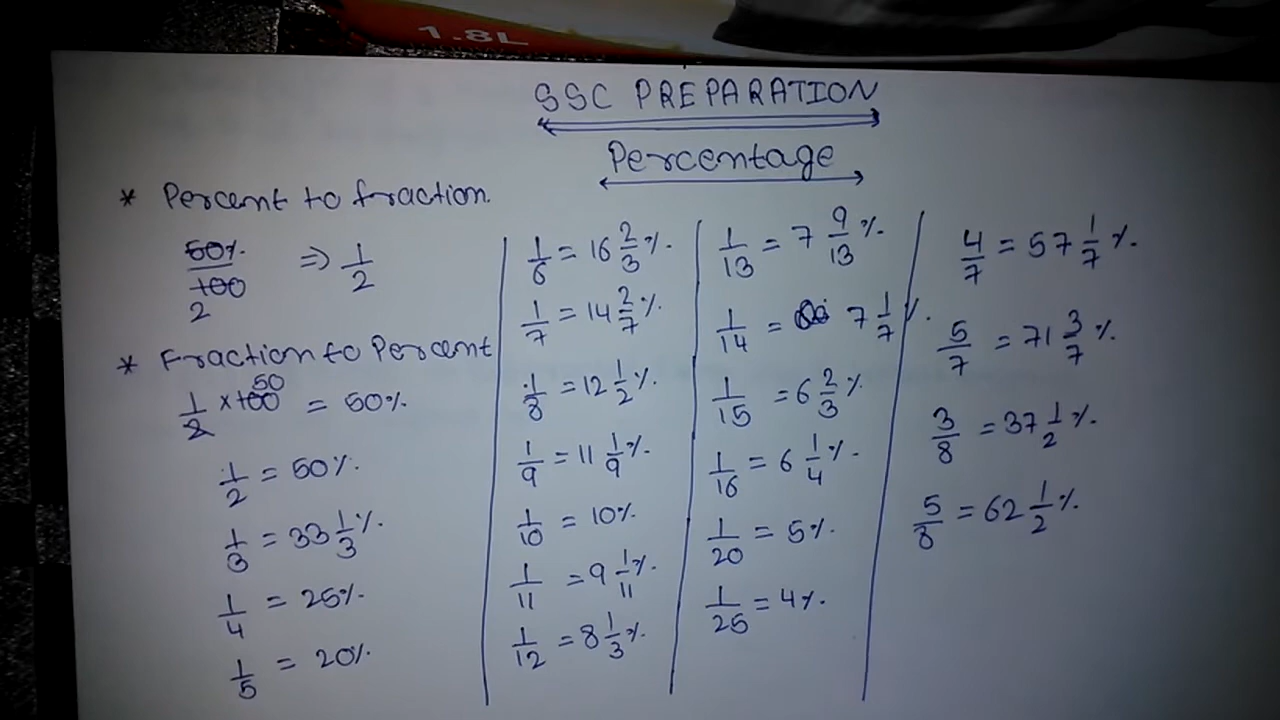 1.8L
SSC PREPARATION
Percentage
* Percent to fraction.
50%/100 2 ⇒ 1/2
* Fraction to Percent
1/2 × 100 50 = 50%
1/2 = 50%
1/3 = 33 1/3 %
1/4 = 25%
1/5 = 20%
1/6 = 16 2/3 %
1/7 = 14 2/7 %
1/8 = 12 1/2 %
1/9 = 11 1/9 %
1/10 = 10%
1/11 = 9 1/11 %
1/12 = 8 1/3 %
1/13 = 7 9/13 %
1/14 = 7 1/7 %
1/15 = 6 2/3 %
1/16 = 6 1/4 %
1/20 = 5%
1/25 = 4%
4/7 = 57 1/7 %
5/7 = 71 3/7 %
3/8 = 37 1/2 %
5/8 = 62 1/2 %